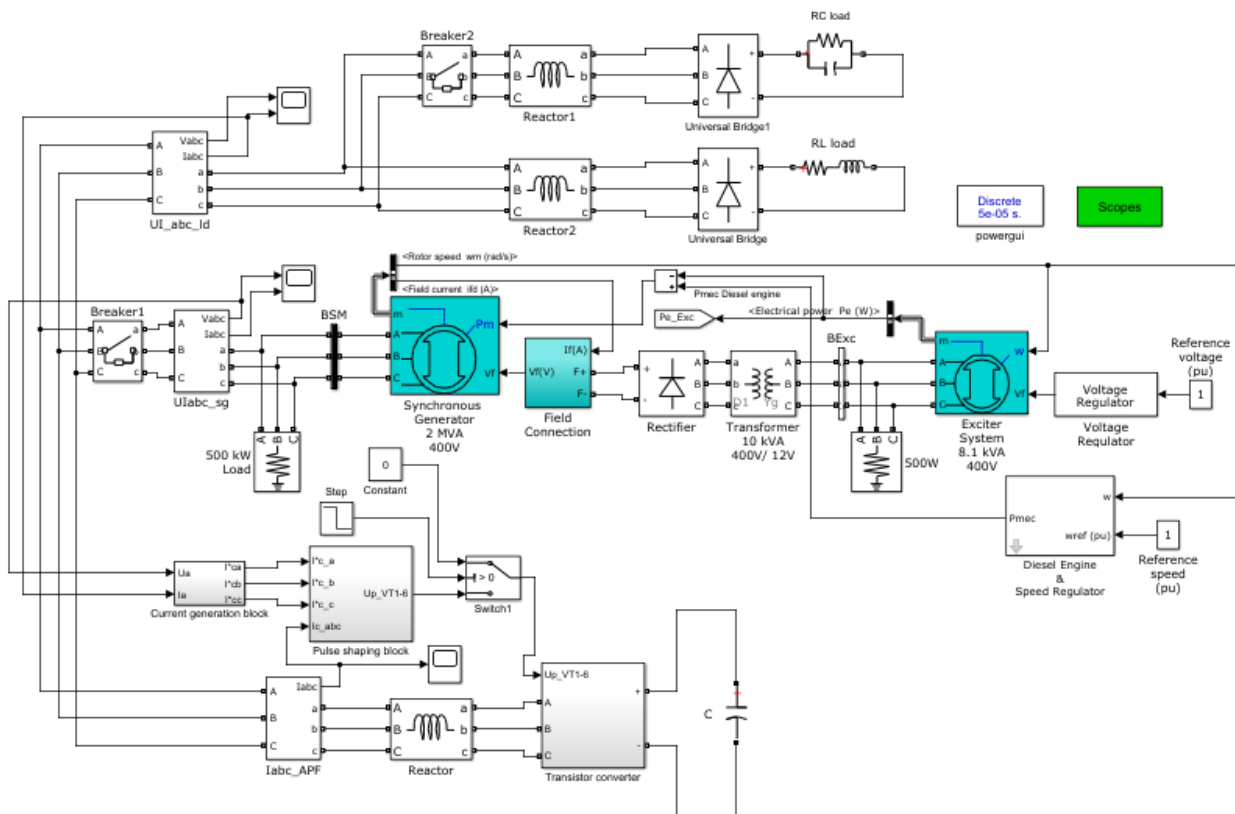 RC load
Breaker2
A a A a A +
B b B b B
C c C c C -
Reactor1
Universal Bridge1
Vabc
Iabc
A a
B b
C c
UI_abc_ld
RL load
A a A +
B b B
C c C -
Reactor2
Universal Bridge
Discrete
5e-05 s.
powergui
Scopes
<Rotor speed wm (rad/s)>
<Field current ifd (A)>
- +
Pmec Diesel engine
Pe_Exc
<Electrical power Pe (W)>
Breaker1
A a
B b
C c
Vabc
Iabc
A a
B b
C c
UIabc_sg
BSM
m
Pm
A
B
C
Vf
Synchronous
Generator
2 MVA
400V
If(A)
Vf(V) F+
F-
Field
Connection
+ A
B
- C
Rectifier
a A
b B
c C
D1 Yg
Transformer
10 kVA
400V/ 12V
BExc
m
w
A
B
C
Vf
Exciter
System
8.1 kVA
400V
Voltage
Regulator
Voltage
Regulator
Reference
voltage
(pu)
1
A B C
500 kW
Load
A B C
500W
0
Constant
Step
> 0
Switch1
w
Pmec
wref (pu)
Diesel Engine
&
Speed Regulator
1
Reference
speed
(pu)
Ua I*ca
I*cb
Ia I*cc
Current generation block
I*c_a
I*c_b
I*c_c
Ic_abc
Up_VT1-6
Pulse shaping block
Iabc
A a
B b
C c
Iabc_APF
A a
B b
C c
Reactor
Up_VT1-6
A
B
C
+
-
Transistor converter
C